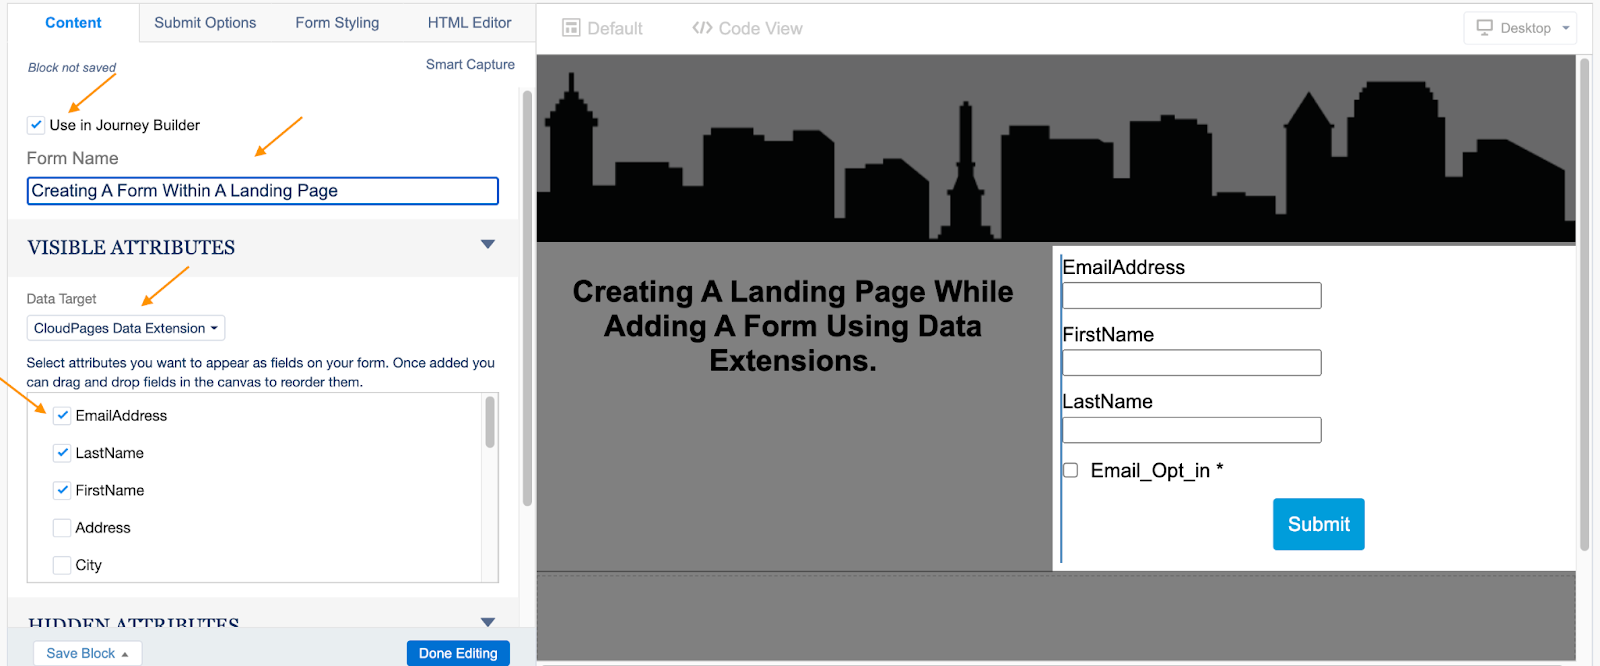 Content
Submit Options
Form Styling
HTML Editor
Block not saved
Smart Capture
Use in Journey Builder
Form Name
Creating A Form Within A Landing Page
VISIBLE ATTRIBUTES
Data Target
CloudPages Data Extension
Select attributes you want to appear as fields on your form. Once added you
can drag and drop fields in the canvas to reorder them.
EmailAddress
LastName
FirstName
Address
City
HIDDEN ATTRIBUTES
Save Block
Done Editing
Default
</> Code View
Desktop
Creating A Landing Page While
Adding A Form Using Data
Extensions.
EmailAddress
FirstName
LastName
Email_Opt_in *
Submit